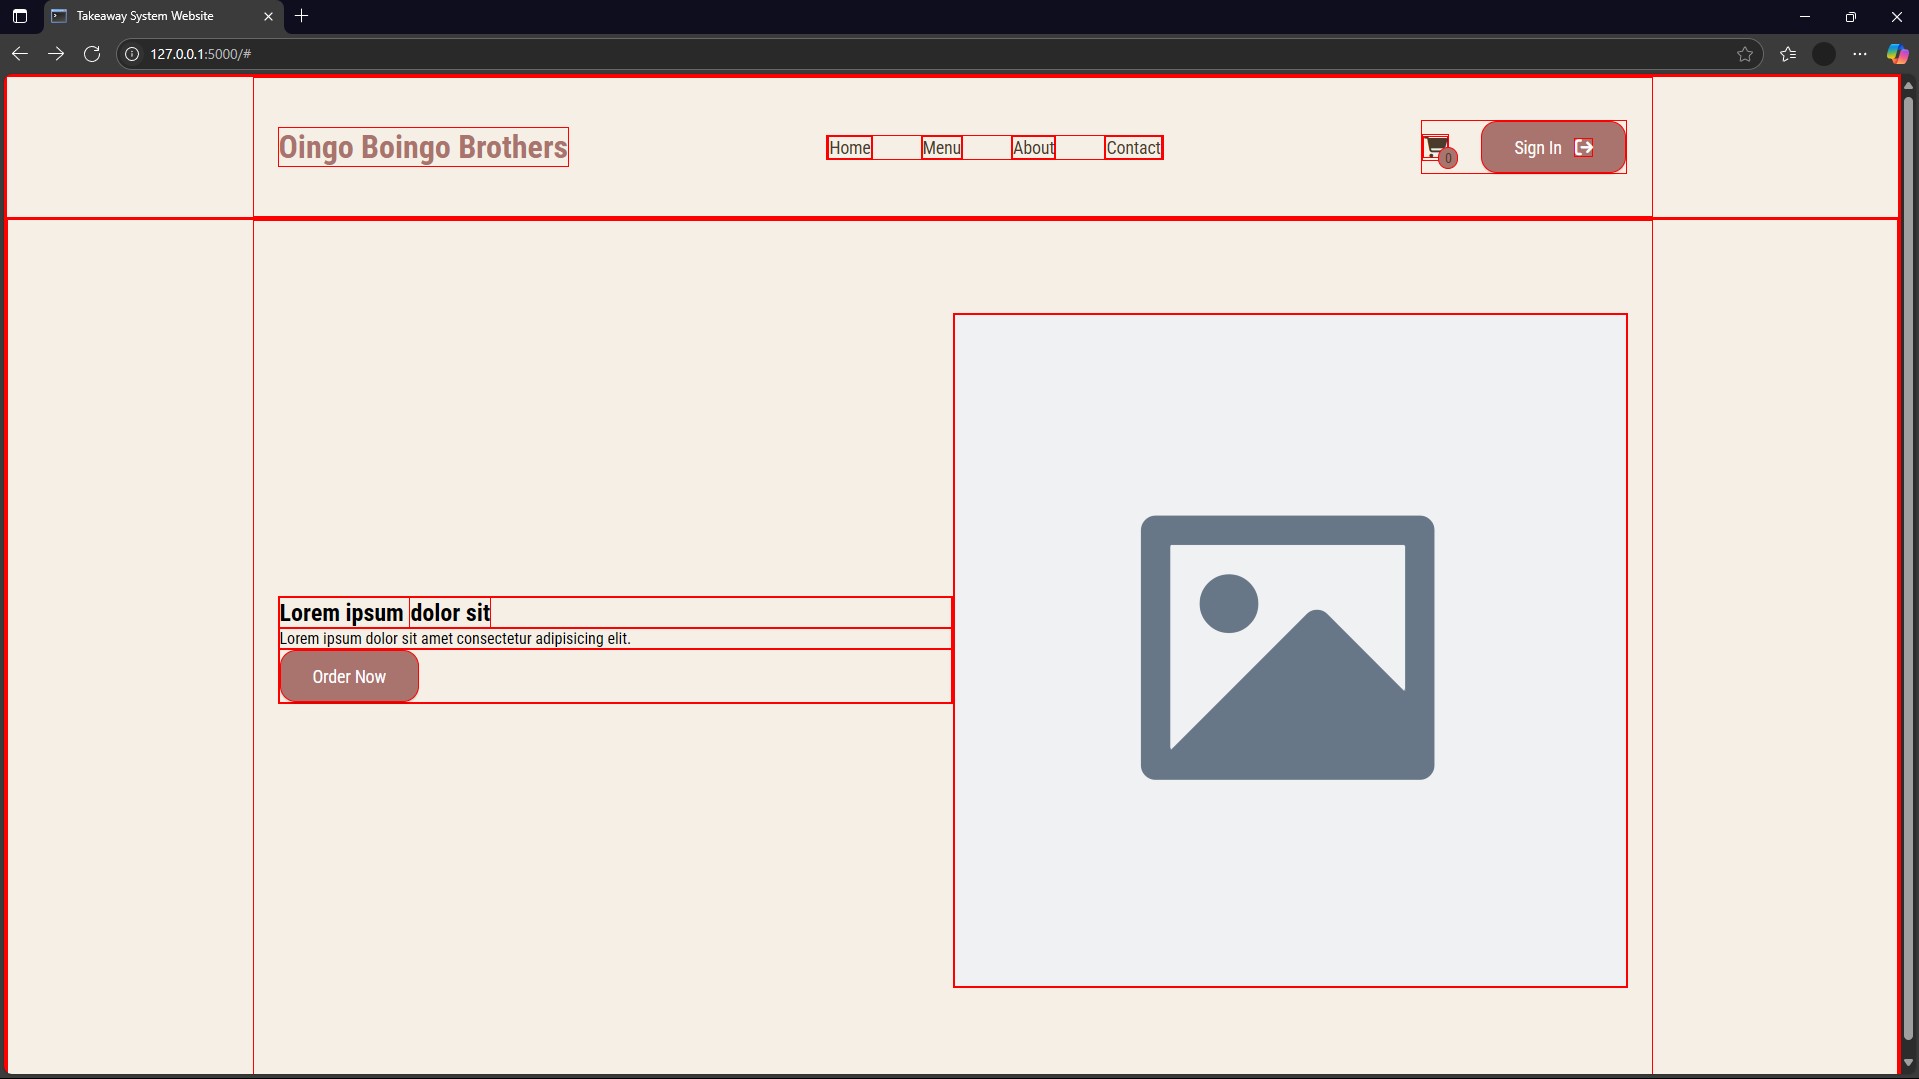 Takeaway System Website
127.0.0.1:5000/#
Oingo Boingo Brothers
Home
Menu
About
Contact
0
Sign In
Lorem ipsum dolor sit
Lorem ipsum dolor sit amet consectetur adipisicing elit.
Order Now